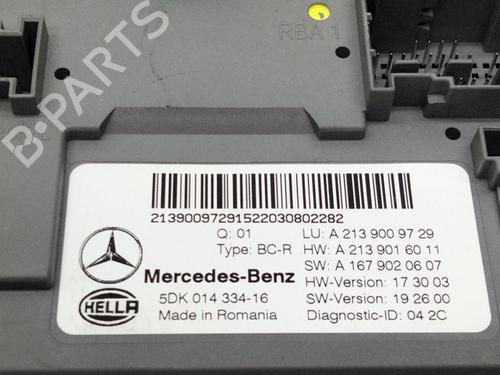 RBA 1
B-PARTS
21390097291522030802282
Q: 01 LU: A 213 900 97 29
Type: BC-R HW: A 213 901 60 11
Mercedes-Benz SW: A 167 902 06 07
HELLA 5DK 014 334-16 HW-Version: 17 30 03
Made in Romania SW-Version: 19 26 00
Diagnostic-ID: 04 2C